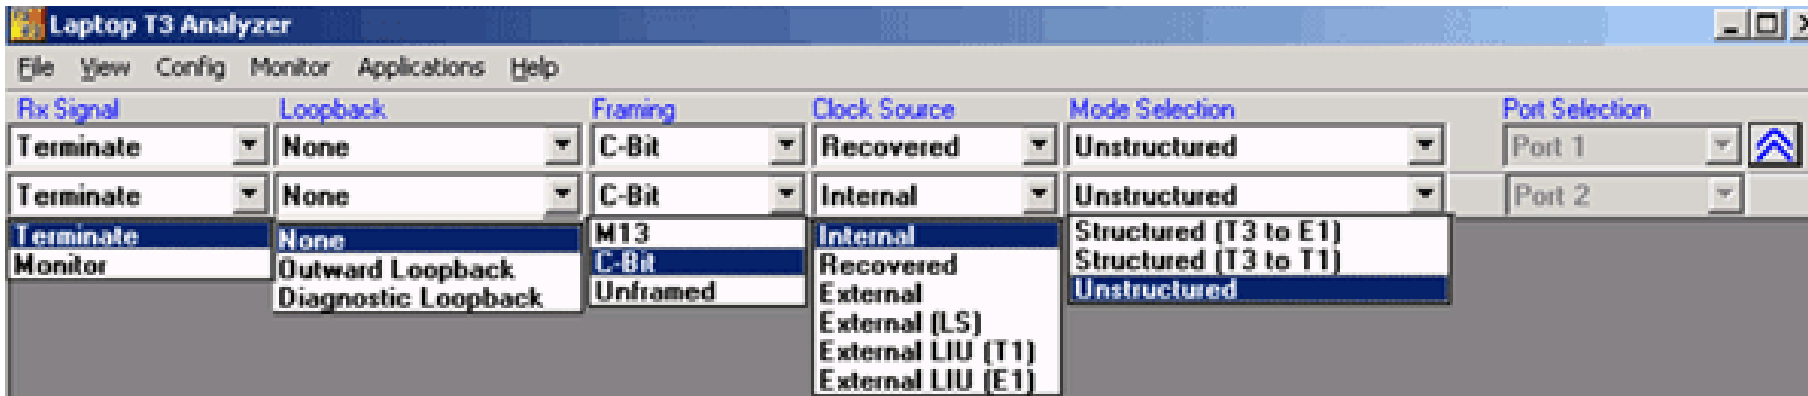 Laptop T3 Analyzer
File View Config Monitor Applications Help
Rx Signal Loopback Framing Clock Source Mode Selection Port Selection
Terminate None C-Bit Recovered Unstructured Port 1
Terminate None C-Bit Internal Unstructured Port 2
Terminate
Monitor
None
Outward Loopback
Diagnostic Loopback
M13
C-Bit
Unframed
Internal
Recovered
External
External (LS)
External LIU (T1)
External LIU (E1)
Structured (T3 to E1)
Structured (T3 to T1)
Unstructured